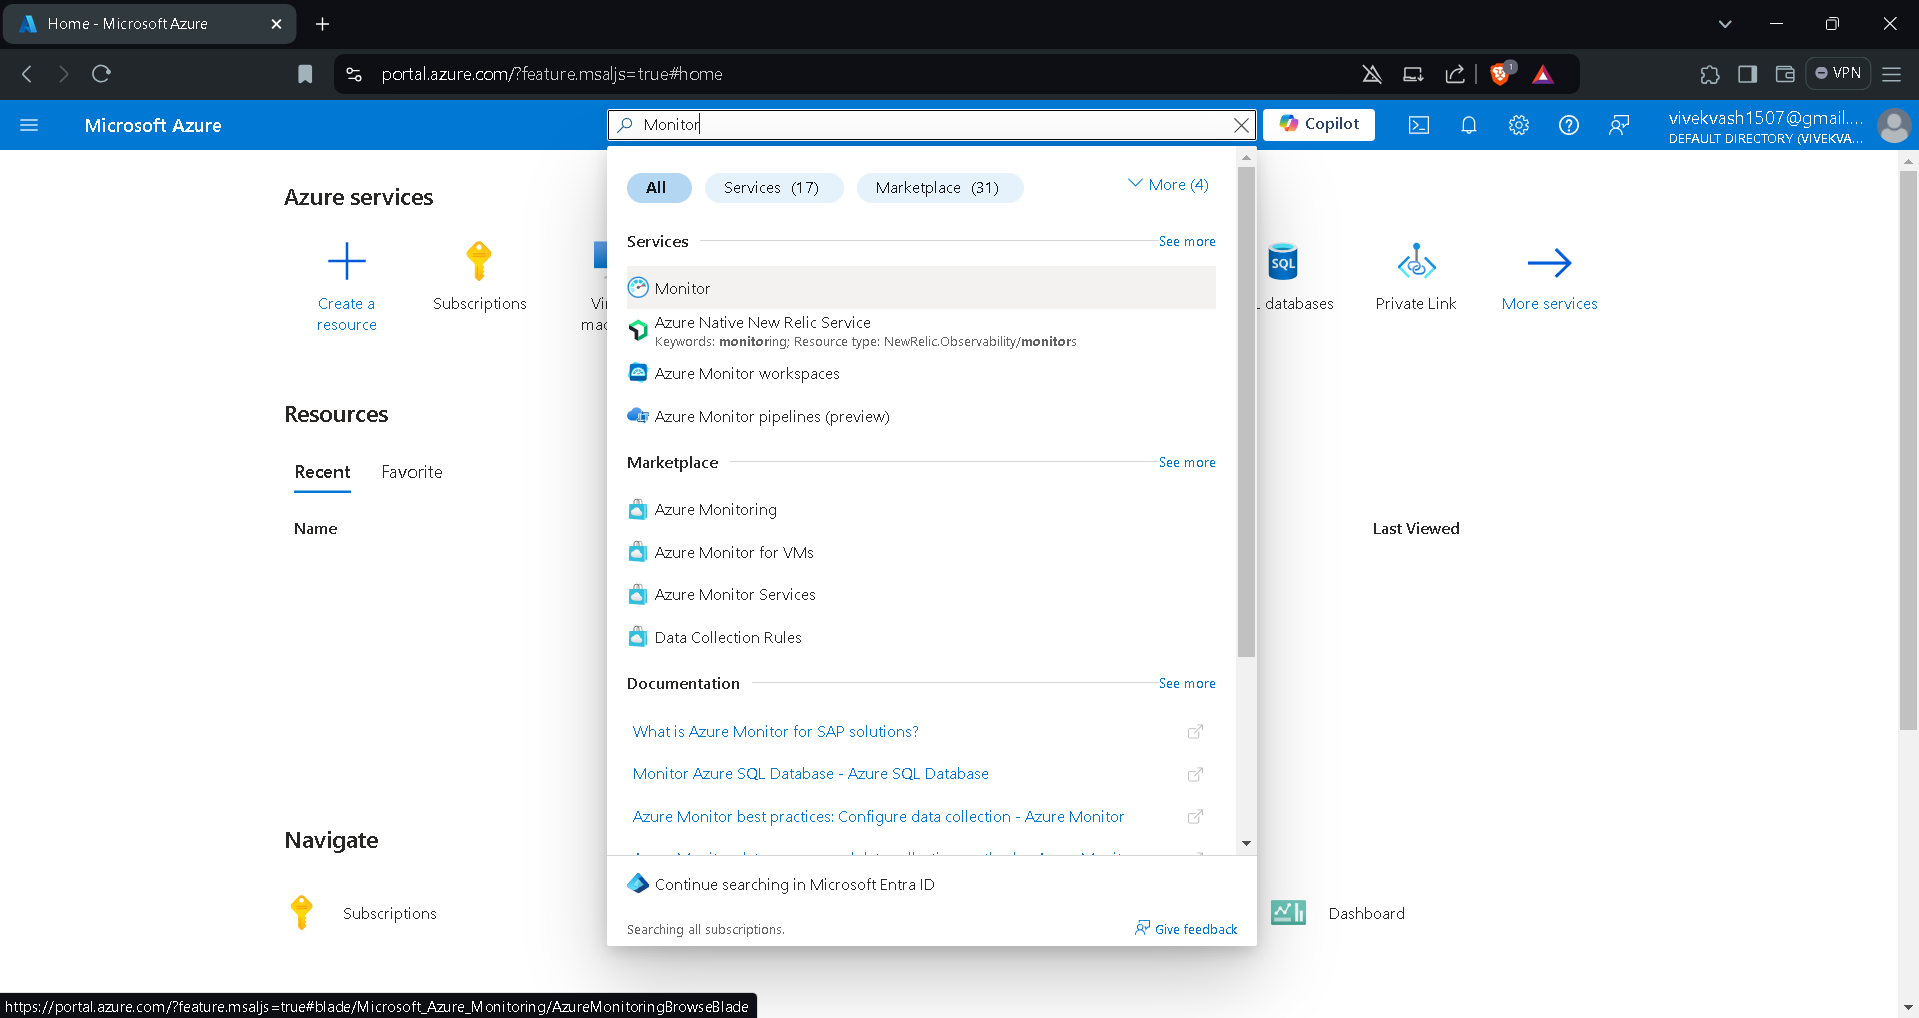 Home - Microsoft Azure
portal.azure.com/?feature.msaljs=true#home
1
VPN
Microsoft Azure
Monitor
Copilot
vivekvash1507@gmail....
DEFAULT DIRECTORY (VIVEKVA...
Azure services
Create a
resource
Subscriptions
SQL
databases
Private Link
More services
All
Services (17)
Marketplace (31)
More (4)
Services
See more
Monitor
Azure Native New Relic Service
Keywords: monitoring; Resource type: NewRelic.Observability/monitors
Azure Monitor workspaces
Azure Monitor pipelines (preview)
Marketplace
See more
Azure Monitoring
Azure Monitor for VMs
Azure Monitor Services
Data Collection Rules
Documentation
See more
What is Azure Monitor for SAP solutions?
Monitor Azure SQL Database - Azure SQL Database
Azure Monitor best practices: Configure data collection - Azure Monitor
Continue searching in Microsoft Entra ID
Searching all subscriptions.
Give feedback
Resources
Recent
Favorite
Name
Last Viewed
Navigate
Subscriptions
Dashboard
https://portal.azure.com/?feature.msaljs=true#blade/Microsoft_Azure_Monitoring/AzureMonitoringBrowseBlade